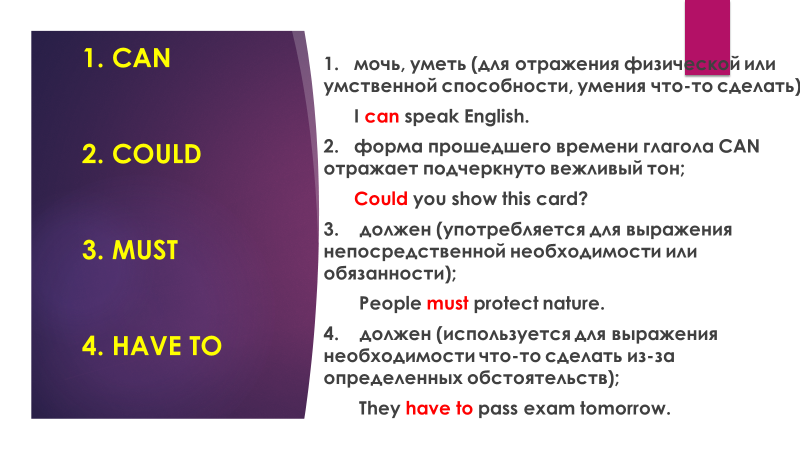 1. CAN
2. COULD
3. MUST
4. HAVE TO
1. мочь, уметь (для отражения физической или
умственной способности, умения что-то сделать)
I can speak English.
2. форма прошедшего времени глагола CAN
отражает подчеркнуто вежливый тон;
Could you show this card?
3. должен (употребляется для выражения
непосредственной необходимости или
обязанности);
People must protect nature.
4. должен (используется для выражения
необходимости что-то сделать из-за
определенных обстоятельств);
They have to pass exam tomorrow.